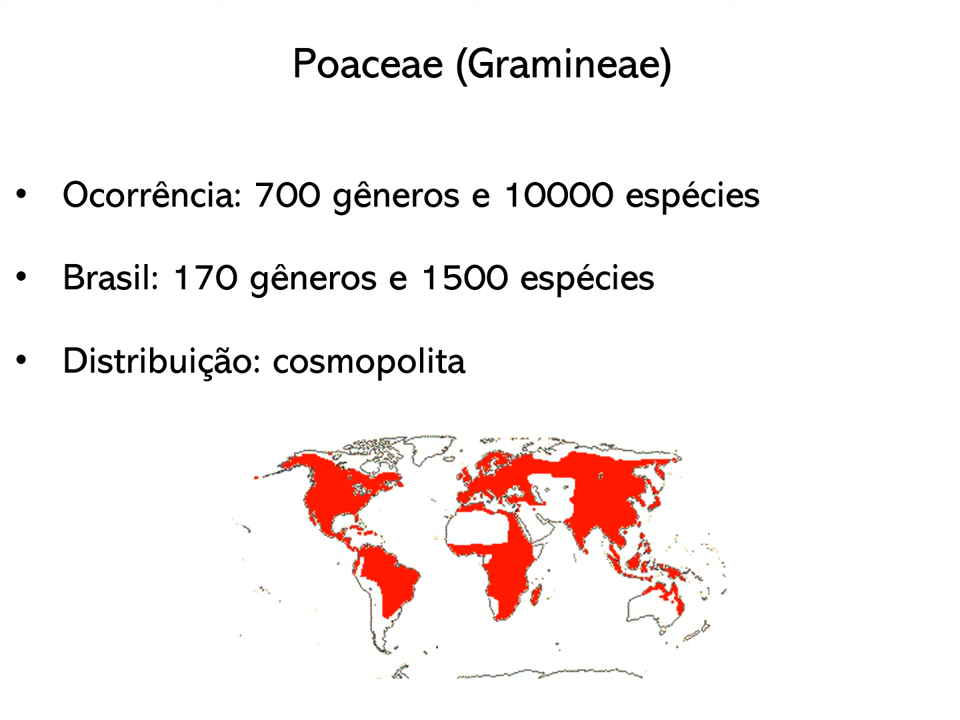 Poaceae (Gramineae)
• Ocorrência: 700 gêneros e 10000 espécies
• Brasil: 170 gêneros e 1500 espécies
• Distribuição: cosmopolita